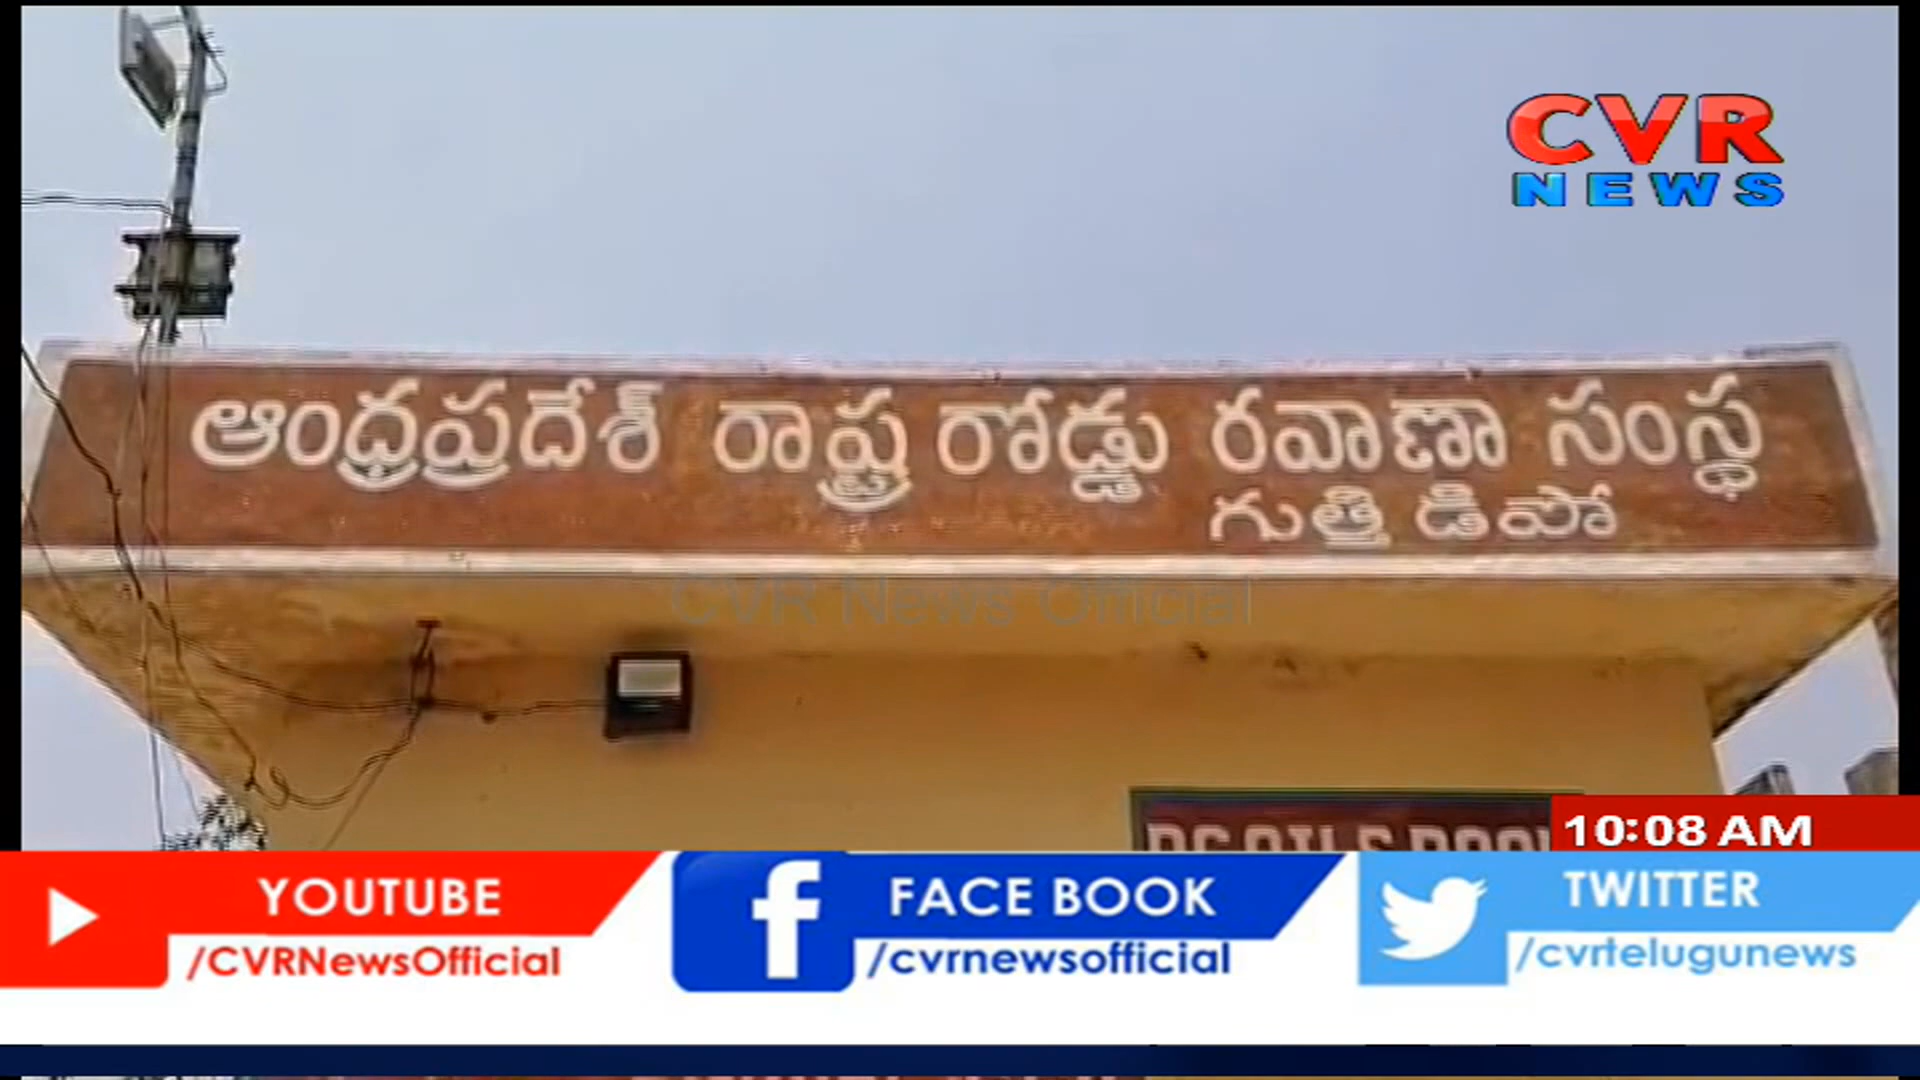 CVR
NEWS
ఆంధ్రప్రదేశ్ రాష్ట్ర రోడ్డు రవాణా సంస్థ
గుత్తి డిపో
CVR News Official
10:08 AM
YOUTUBE
/CVRNewsOfficial
FACE BOOK
/cvrnewsofficial
TWITTER
/cvrtelugunews